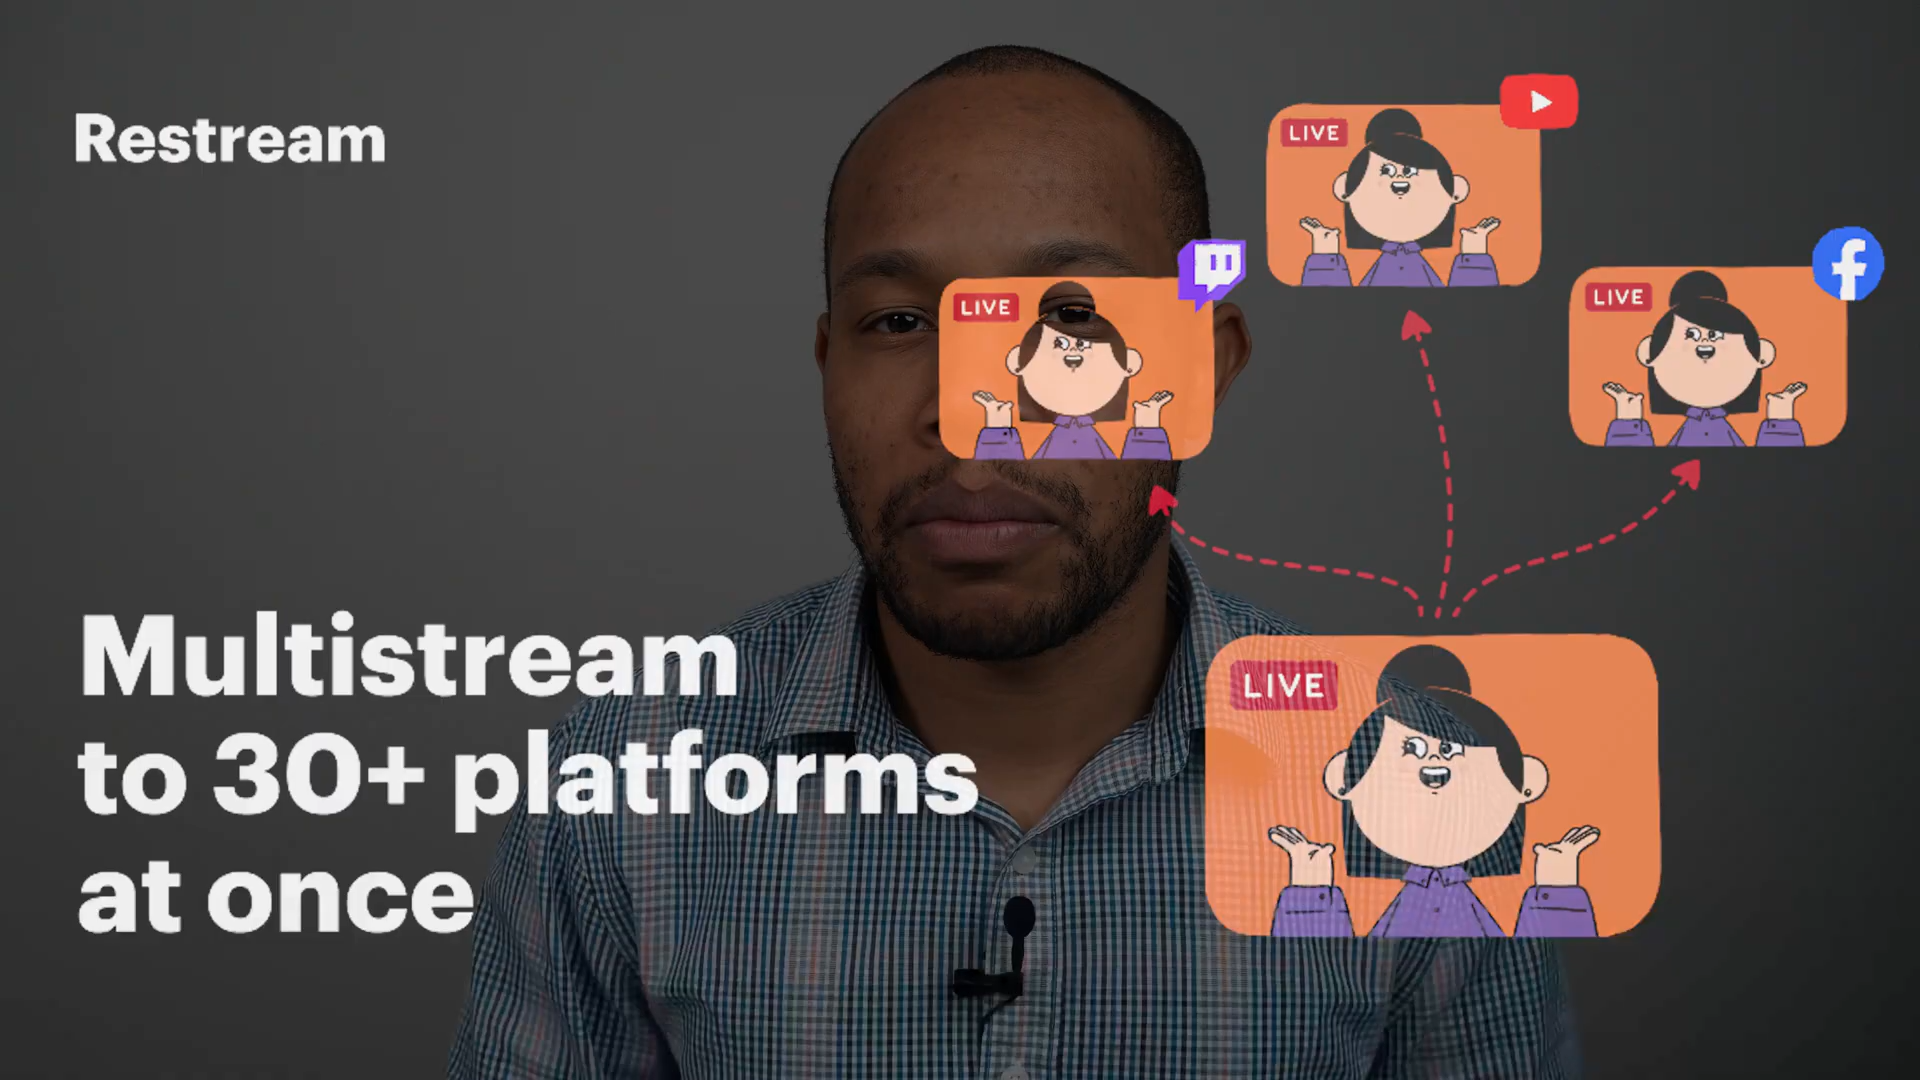 Restream
LIVE
LIVE
LIVE
Multistream
to 30+ platforms
at once
LIVE